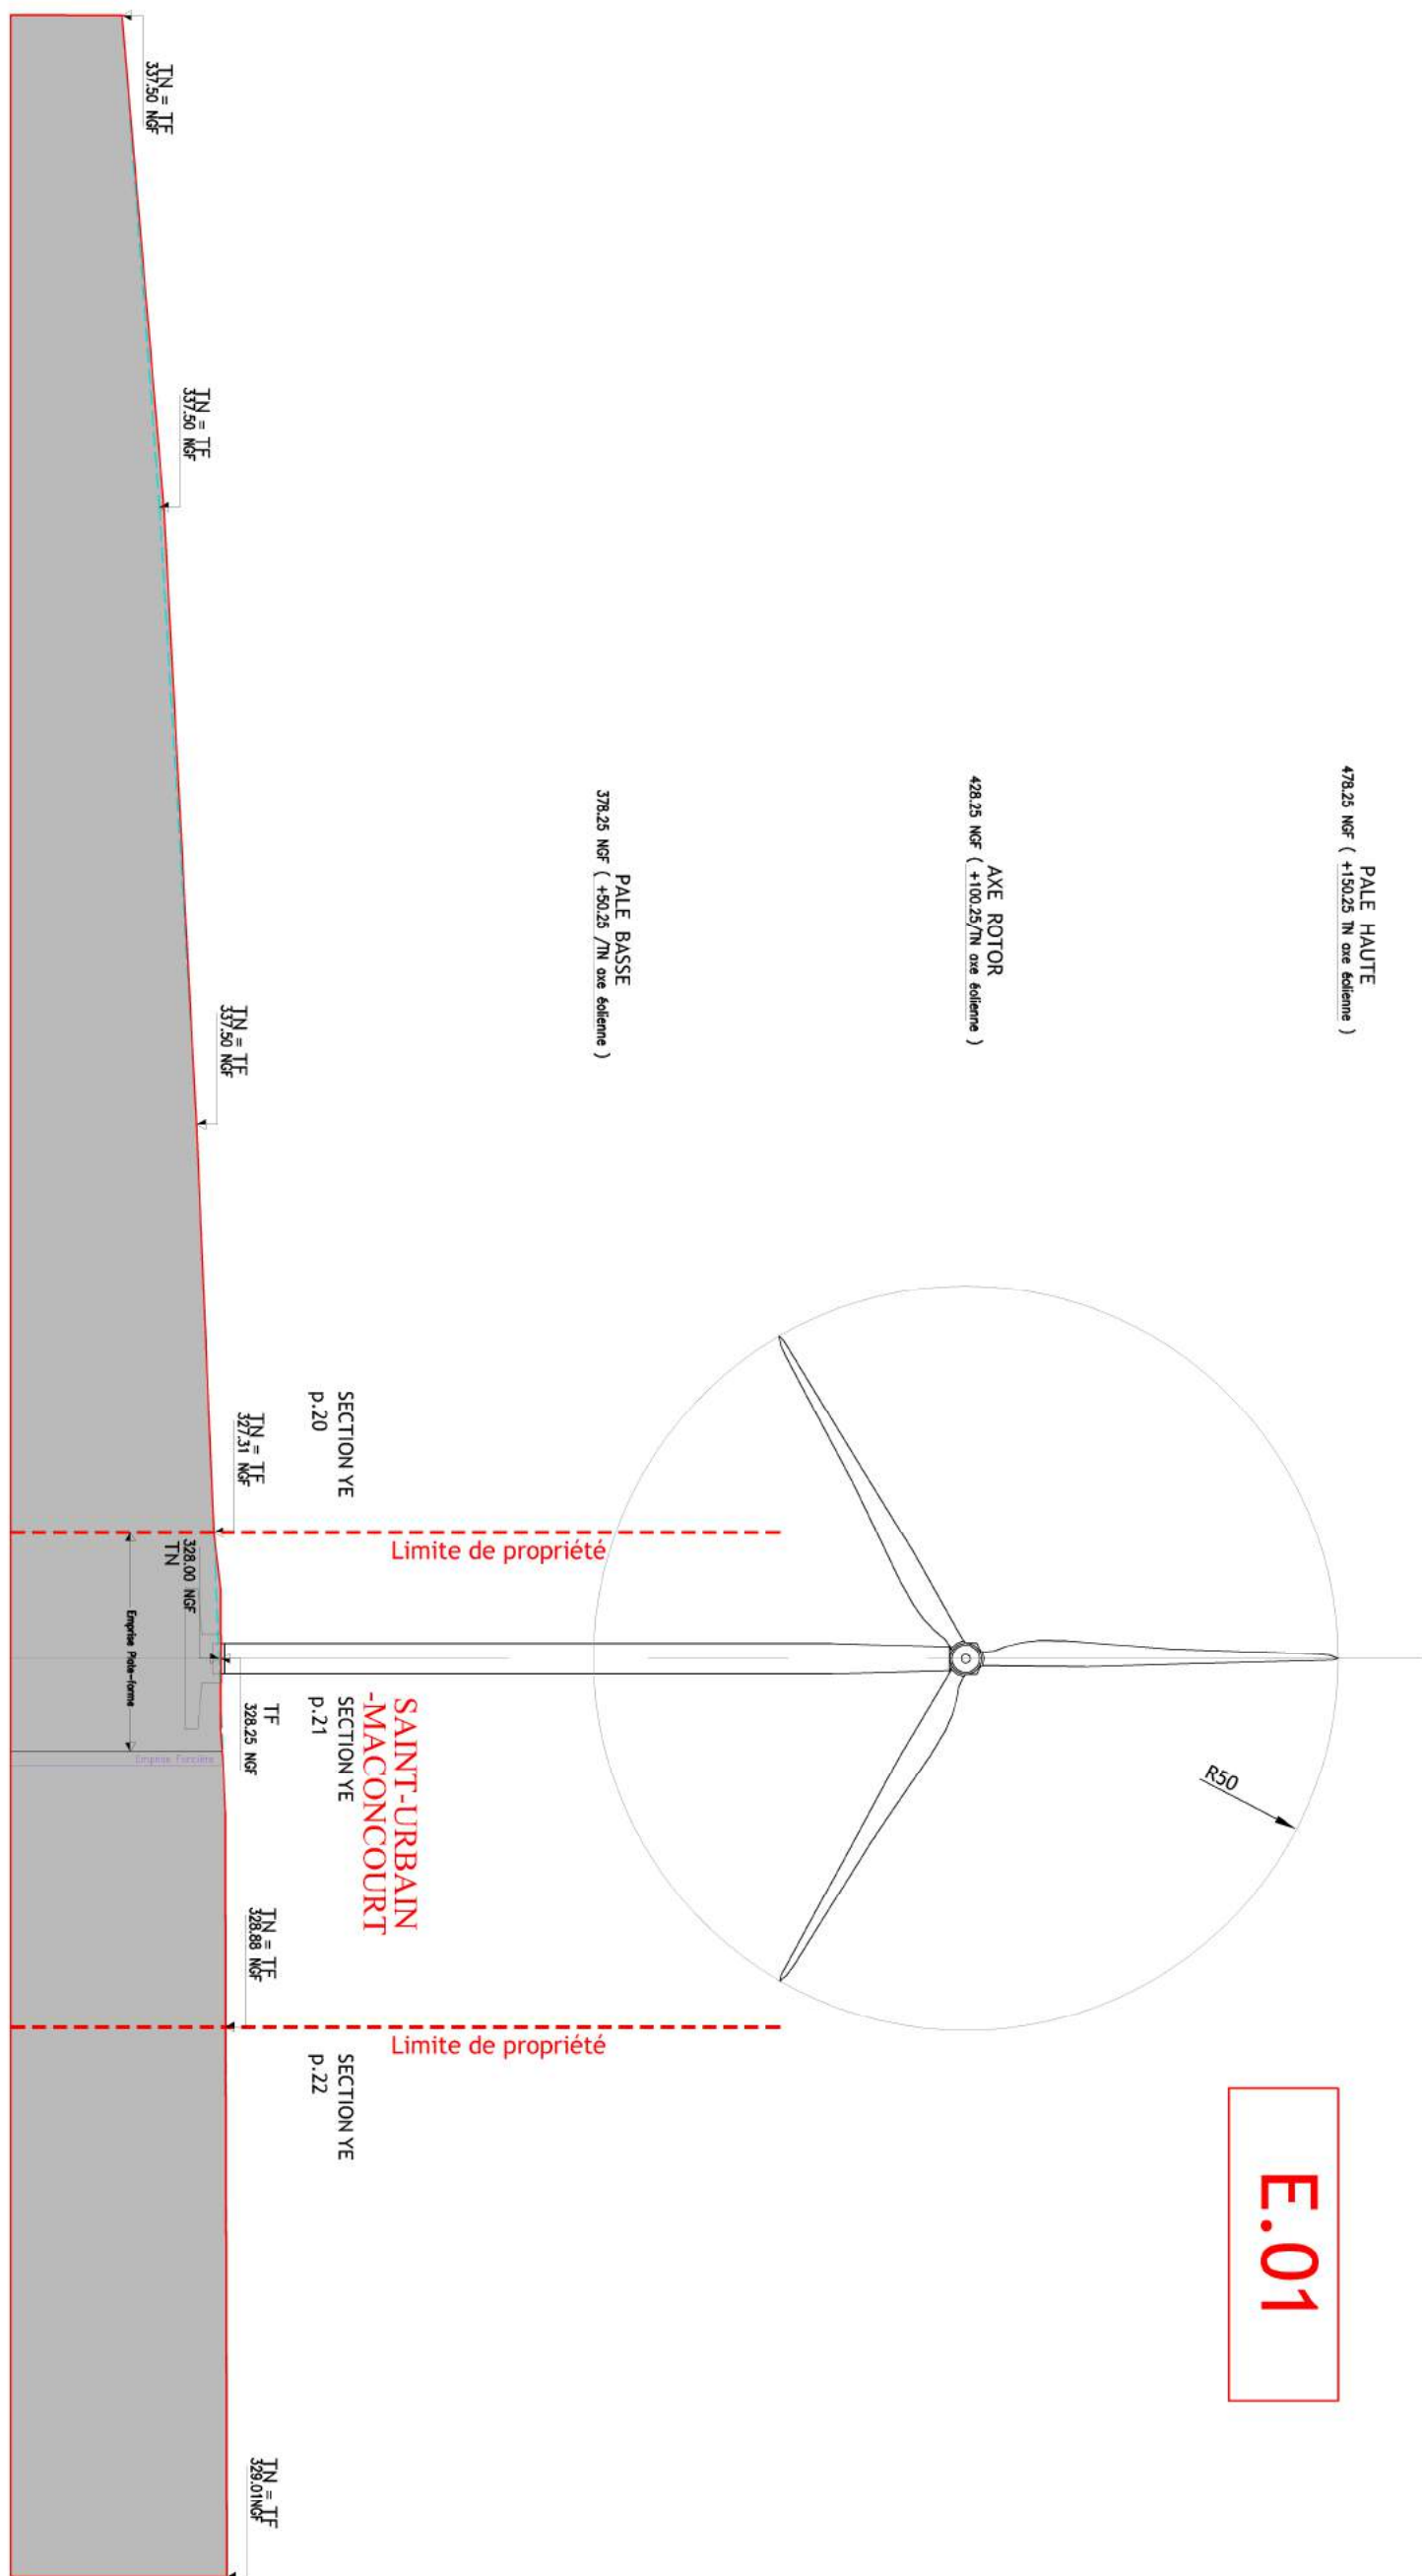 PALE HAUTE
478.25 NGF ( +150.25 TN axe éolienne )
AXE ROTOR
428.25 NGF ( +100.25/TN axe éolienne )
PALE BASSE
378.25 NGF ( +50.25 /TN axe éolienne )
R50
E.01
TN = TF
337.50 NGF
TN = TF
337.50 NGF
TN = TF
337.50 NGF
SECTION YE
p.20
TN = TF
327.31 NGF
Limite de propriété
328.00 NGF
TN
Emprise Plate-forme
SAINT-URBAIN
-MACONCOURT
SECTION YE
p.21
TF
328.25 NGF
Emprise Foncière
TN = TF
328.88 NGF
Limite de propriété
SECTION YE
p.22
TN = TF
329.01NGF